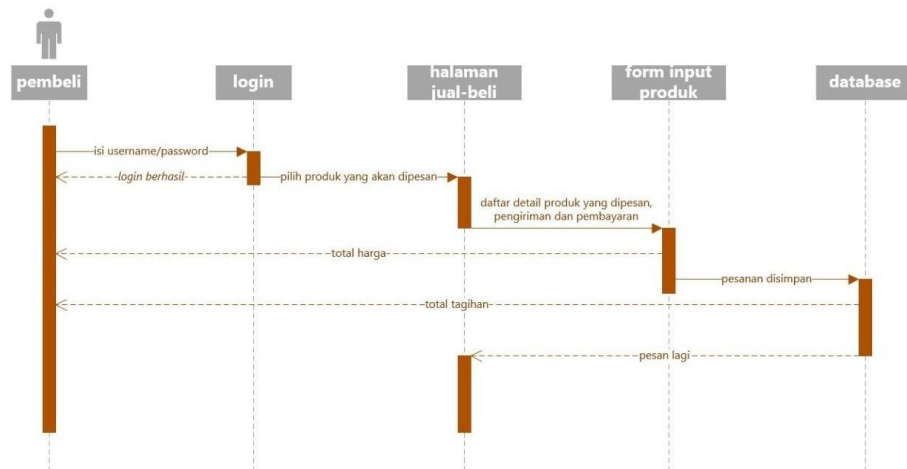 pembeli
login
halaman
jual-beli
form input
produk
database
isi username/password
login berhasil
pilih produk yang akan dipesan
daftar detail produk yang dipesan,
pengiriman dan pembayaran
total harga
pesanan disimpan
total tagihan
pesan lagi